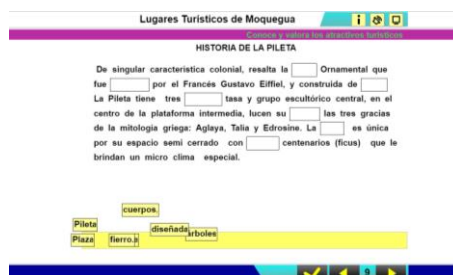 Lugares Turísticos de Moquegua
i
Conoce y valora los atractivos turísticos
HISTORIA DE LA PILETA
De singular característica colonial, resalta la Ornamental que
fue por el Francés Gustavo Eiffiel, y construida de
La Pileta tiene tres tasa y grupo escultórico central, en el
centro de la plataforma intermedia, lucen su las tres gracias
de la mitología griega: Aglaya, Talia y Edrosine. La es única
por su espacio semi cerrado con centenarios (ficus) que le
brindan un micro clima especial.
cuerpos.
Pileta
diseñada
árboles
Plaza
fierro.
9